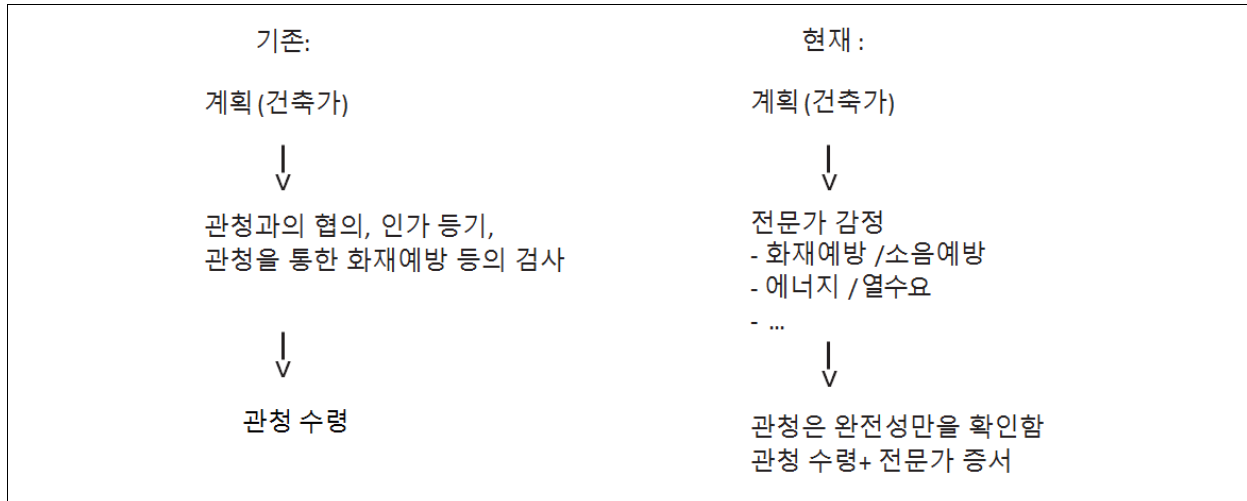 기존:
계획(건축가)
관청과의 협의, 인가 등기,
관청을 통한 화재예방 등의 검사
관청 수령
현재 :
계획(건축가)
전문가 감정
- 화재예방 /소음예방
- 에너지 /열수요
- ...
관청은 완전성만을 확인함
관청 수령+ 전문가 증서